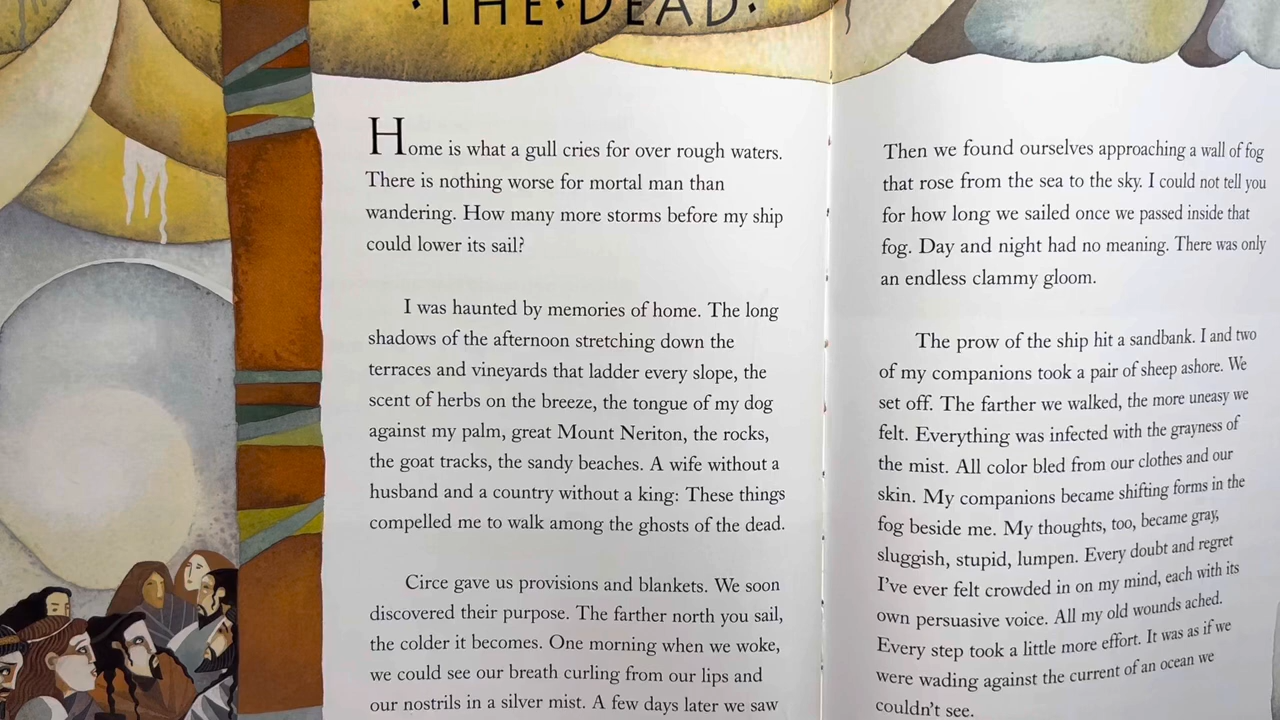 ·THE·DEAD·
Home is what a gull cries for over rough waters.
There is nothing worse for mortal man than
wandering. How many more storms before my ship
could lower its sail?
I was haunted by memories of home. The long
shadows of the afternoon stretching down the
terraces and vineyards that ladder every slope, the
scent of herbs on the breeze, the tongue of my dog
against my palm, great Mount Neriton, the rocks,
the goat tracks, the sandy beaches. A wife without a
husband and a country without a king: These things
compelled me to walk among the ghosts of the dead.
Circe gave us provisions and blankets. We soon
discovered their purpose. The farther north you sail,
the colder it becomes. One morning when we woke,
we could see our breath curling from our lips and
our nostrils in a silver mist. A few days later we saw
Then we found ourselves approaching a wall of fog
that rose from the sea to the sky. I could not tell you
for how long we sailed once we passed inside that
fog. Day and night had no meaning. There was only
an endless clammy gloom.
The prow of the ship hit a sandbank. I and two
of my companions took a pair of sheep ashore. We
set off. The farther we walked, the more uneasy we
felt. Everything was infected with the grayness of
the mist. All color bled from our clothes and our
skin. My companions became shifting forms in the
fog beside me. My thoughts, too, became gray,
sluggish, stupid, lumpen. Every doubt and regret
I've ever felt crowded in on my mind, each with its
own persuasive voice. All my old wounds ached.
Every step took a little more effort. It was as if we
were wading against the current of an ocean we
couldn't see.